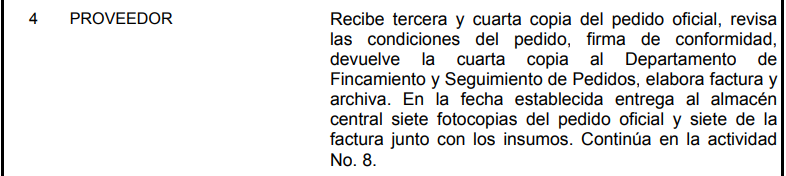 4 PROVEEDOR Recibe tercera y cuarta copia del pedido oficial, revisa
las condiciones del pedido, firma de conformidad,
devuelve la cuarta copia al Departamento de
Fincamiento y Seguimiento de Pedidos, elabora factura y
archiva. En la fecha establecida entrega al almacén
central siete fotocopias del pedido oficial y siete de la
factura junto con los insumos. Continúa en la actividad
No. 8.